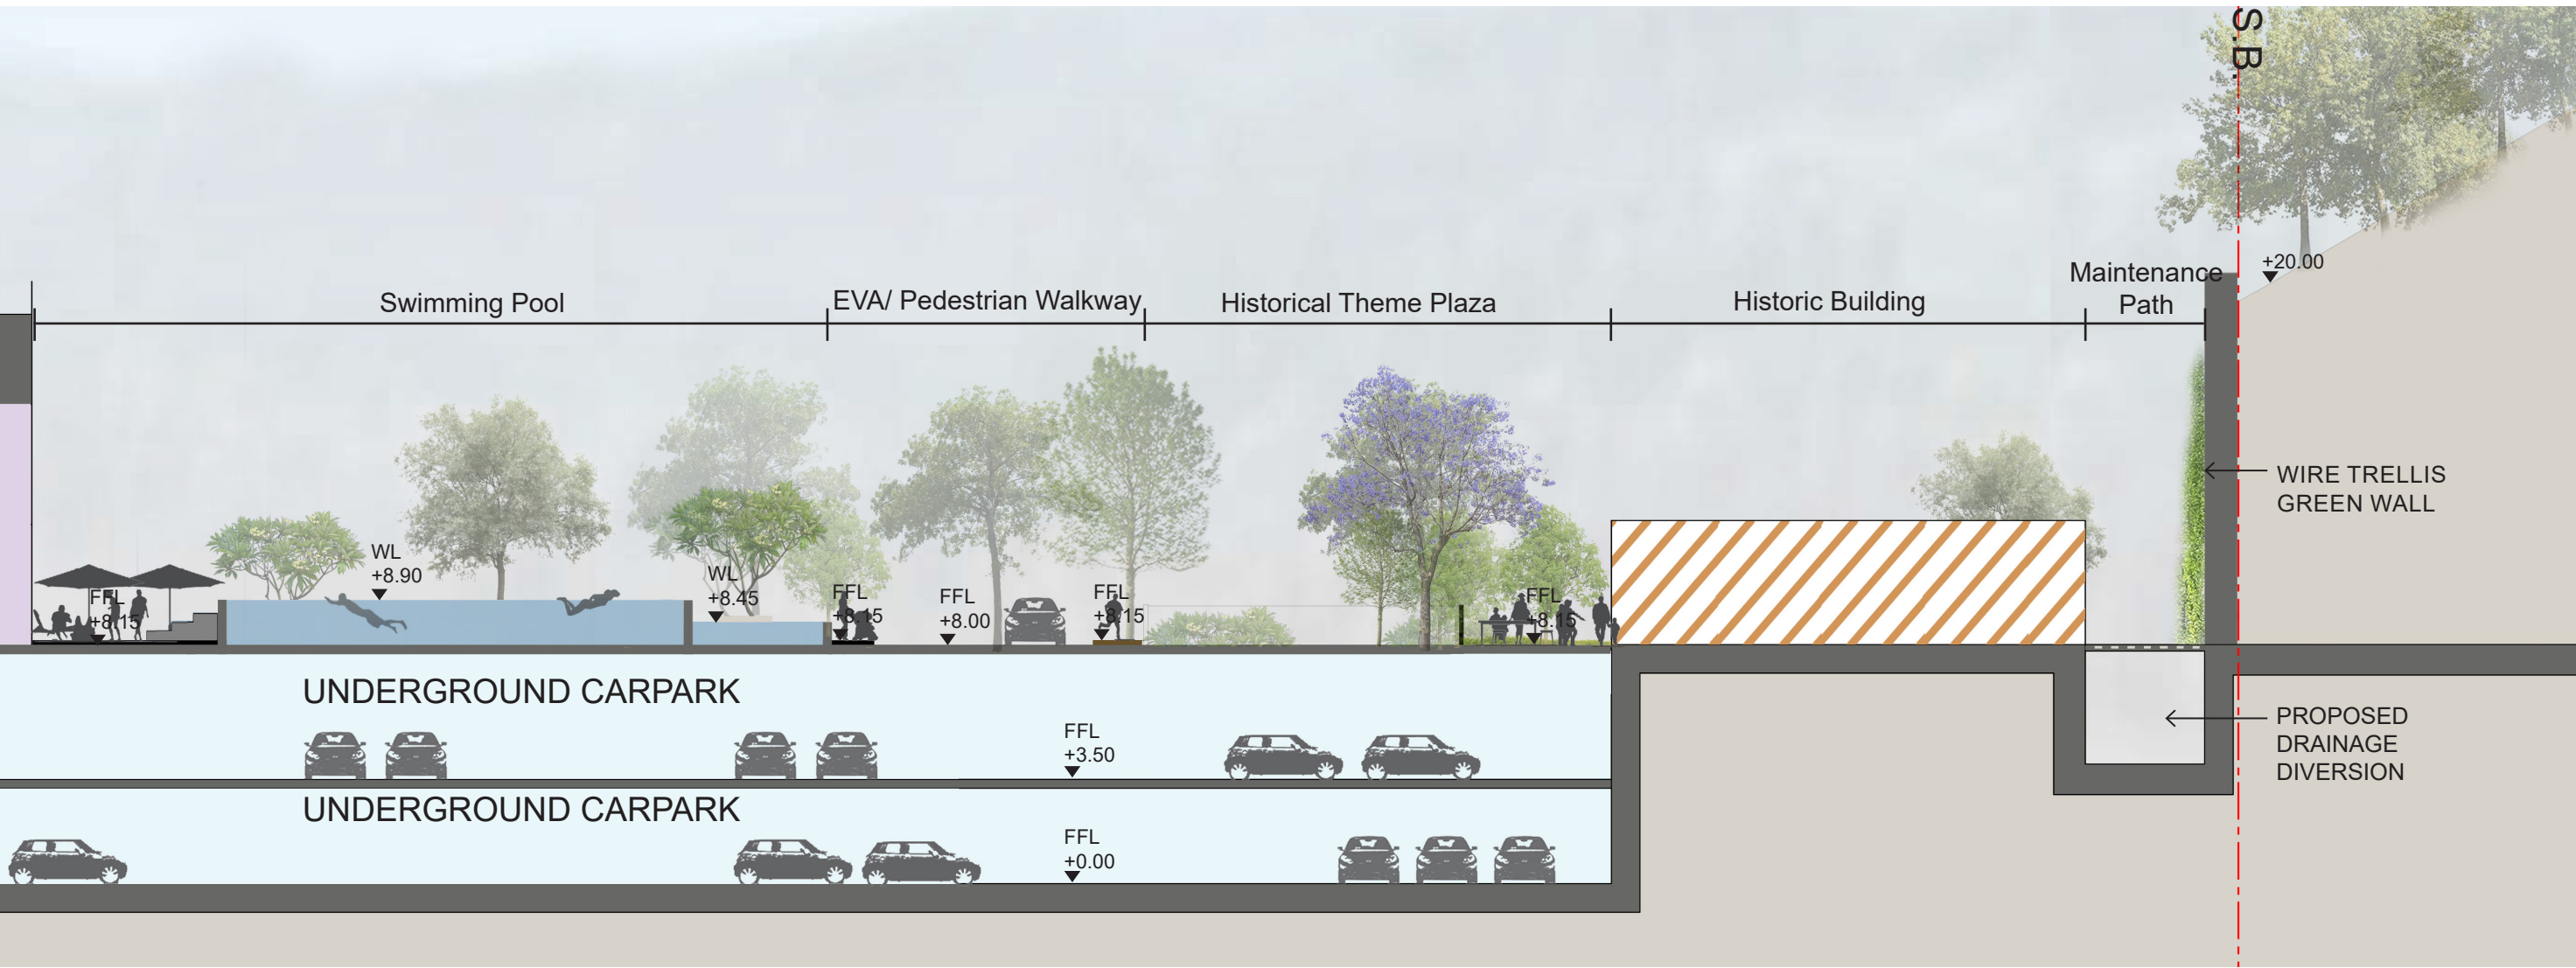 S.B.
+20.00
Maintenance
Path
Swimming Pool
EVA/ Pedestrian Walkway
Historical Theme Plaza
Historic Building
WIRE TRELLIS
GREEN WALL
WL
+8.90
WL
+8.45
FFL
+8.15
FFL
+8.15
FFL
+8.00
FFL
+8.15
FFL
+8.15
UNDERGROUND CARPARK
FFL
+3.50
PROPOSED
DRAINAGE
DIVERSION
UNDERGROUND CARPARK
FFL
+0.00